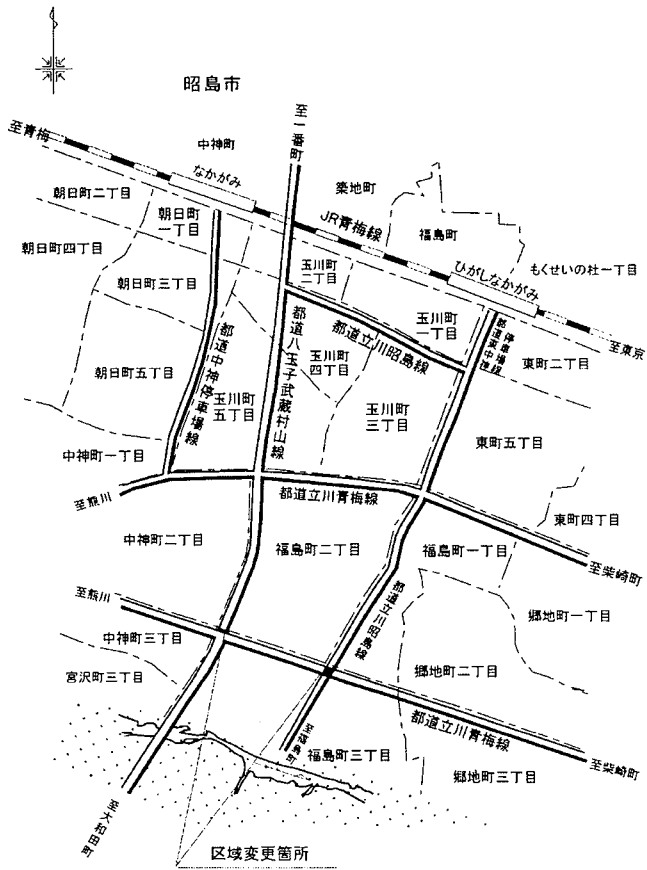 昭島市
至青梅
中神町
至一番町
なかがみ
築地町
朝日町二丁目
朝日町
一丁目
JR青梅線
福島町
朝日町四丁目
玉川町
二丁目
ひがしなかがみ
もくせいの杜一丁目
朝日町三丁目
玉川町
一丁目
停車場線
都道東中神
至東京
都道中神停車場線
都道八王子武蔵村山線
都道立川昭島線
東町二丁目
朝日町五丁目
玉川町
四丁目
玉川町
五丁目
玉川町
三丁目
東町五丁目
中神町一丁目
至熊川
都道立川青梅線
東町四丁目
中神町二丁目
福島町二丁目
福島町一丁目
至柴崎町
至熊川
都道立川昭島線
郷地町一丁目
中神町三丁目
郷地町二丁目
宮沢町三丁目
都道立川青梅線
至福島町
福島町三丁目
至柴崎町
郷地町三丁目
至大和田町
区域変更箇所